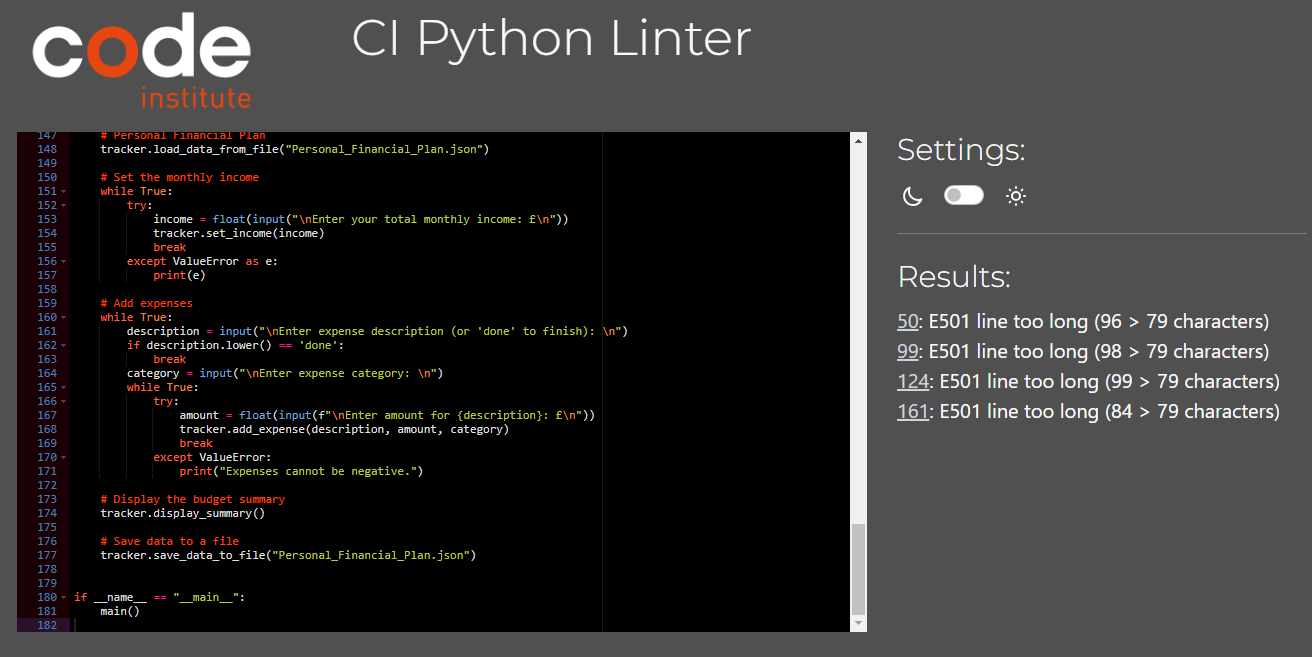 code
institute
CI Python Linter
147 # Personal Financial Plan
148 tracker.load_data_from_file("Personal_Financial_Plan.json")
149
150 # Set the monthly income
151 while True:
152 try:
153 income = float(input("\nEnter your total monthly income: £\n"))
154 tracker.set_income(income)
155 break
156 except ValueError as e:
157 print(e)
158
159 # Add expenses
160 while True:
161 description = input("\nEnter expense description (or 'done' to finish): \n")
162 if description.lower() == 'done':
163 break
164 category = input("\nEnter expense category: \n")
165 while True:
166 try:
167 amount = float(input(f"\nEnter amount for {description}: £\n"))
168 tracker.add_expense(description, amount, category)
169 break
170 except ValueError:
171 print("Expenses cannot be negative.")
172
173 # Display the budget summary
174 tracker.display_summary()
175
176 # Save data to a file
177 tracker.save_data_to_file("Personal_Financial_Plan.json")
178
179
180 if __name__ == "__main__":
181 main()
182
Settings:
Results:
50: E501 line too long (96 > 79 characters)
99: E501 line too long (98 > 79 characters)
124: E501 line too long (99 > 79 characters)
161: E501 line too long (84 > 79 characters)